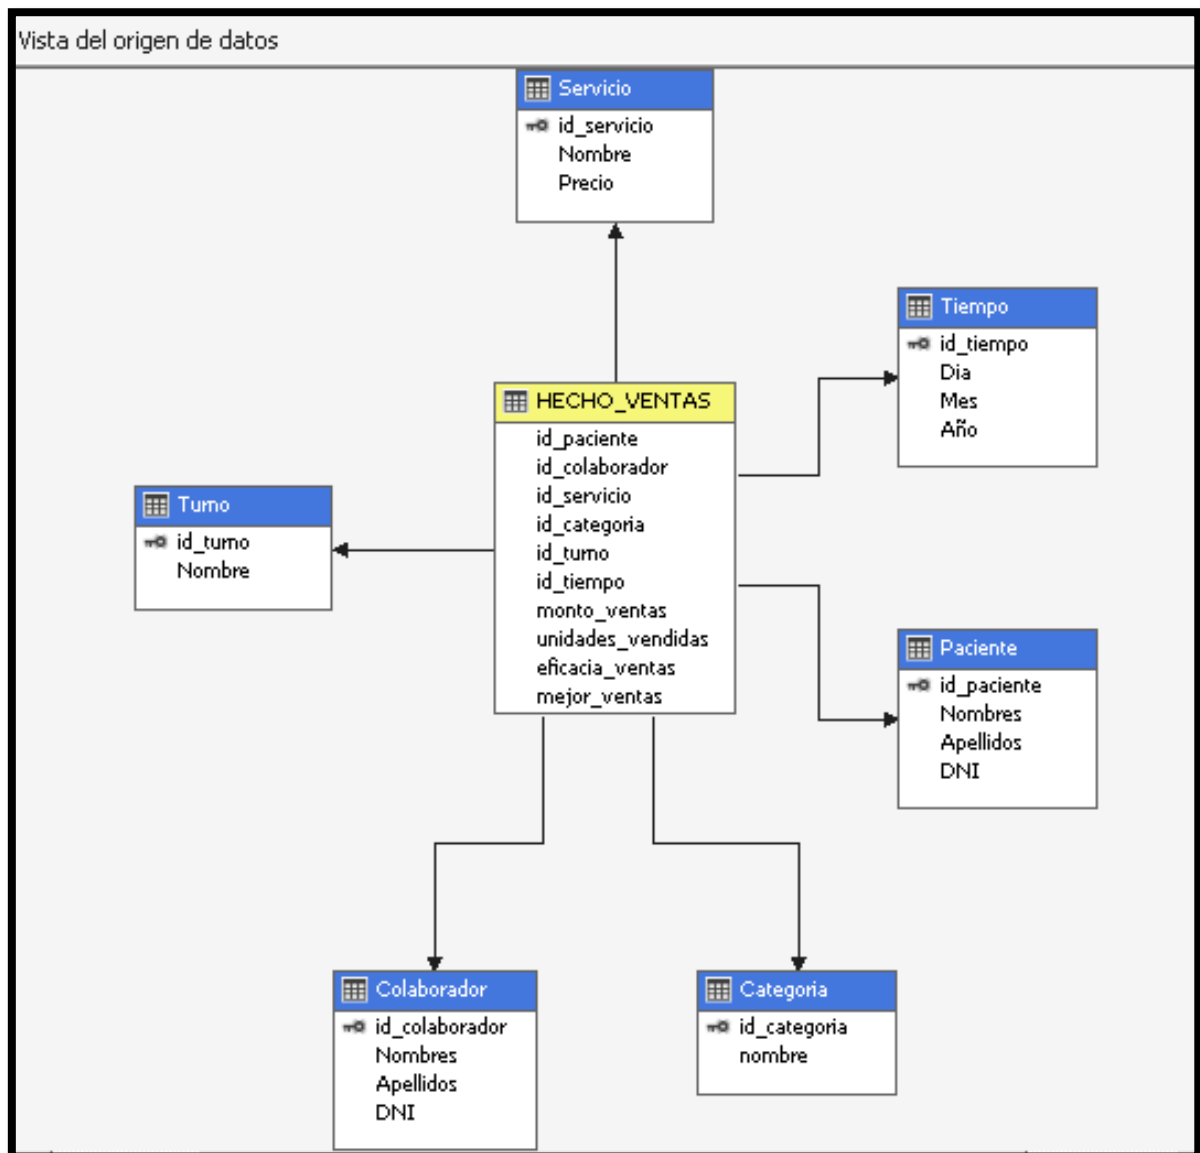 Vista del origen de datos
Servicio
id_servicio
Nombre
Precio
Tiempo
id_tiempo
Dia
Mes
Año
HECHO_VENTAS
id_paciente
id_colaborador
id_servicio
id_categoria
id_turno
id_tiempo
monto_ventas
unidades_vendidas
eficacia_ventas
mejor_ventas
Turno
id_turno
Nombre
Paciente
id_paciente
Nombres
Apellidos
DNI
Colaborador
id_colaborador
Nombres
Apellidos
DNI
Categoria
id_categoria
nombre